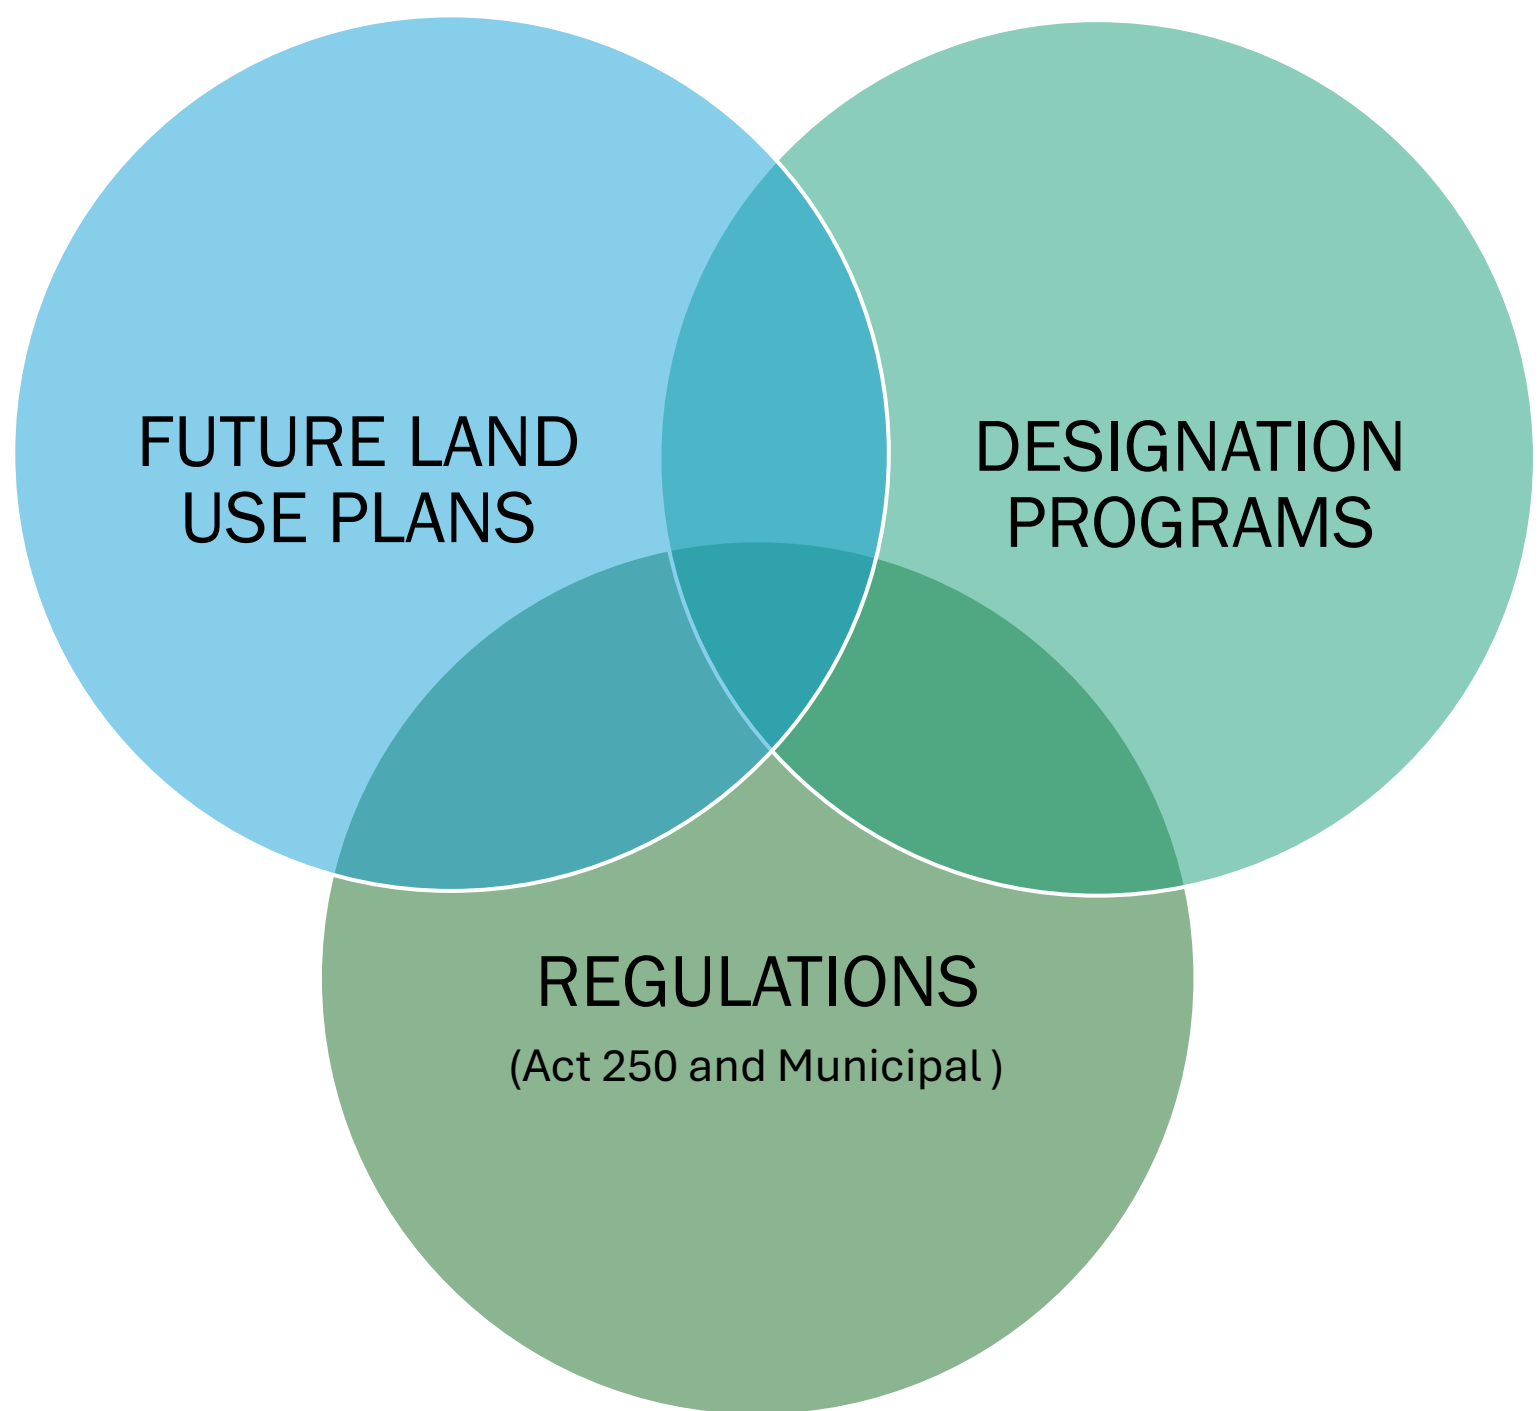 FUTURE LAND
USE PLANS
DESIGNATION
PROGRAMS
REGULATIONS
(Act 250 and Municipal )